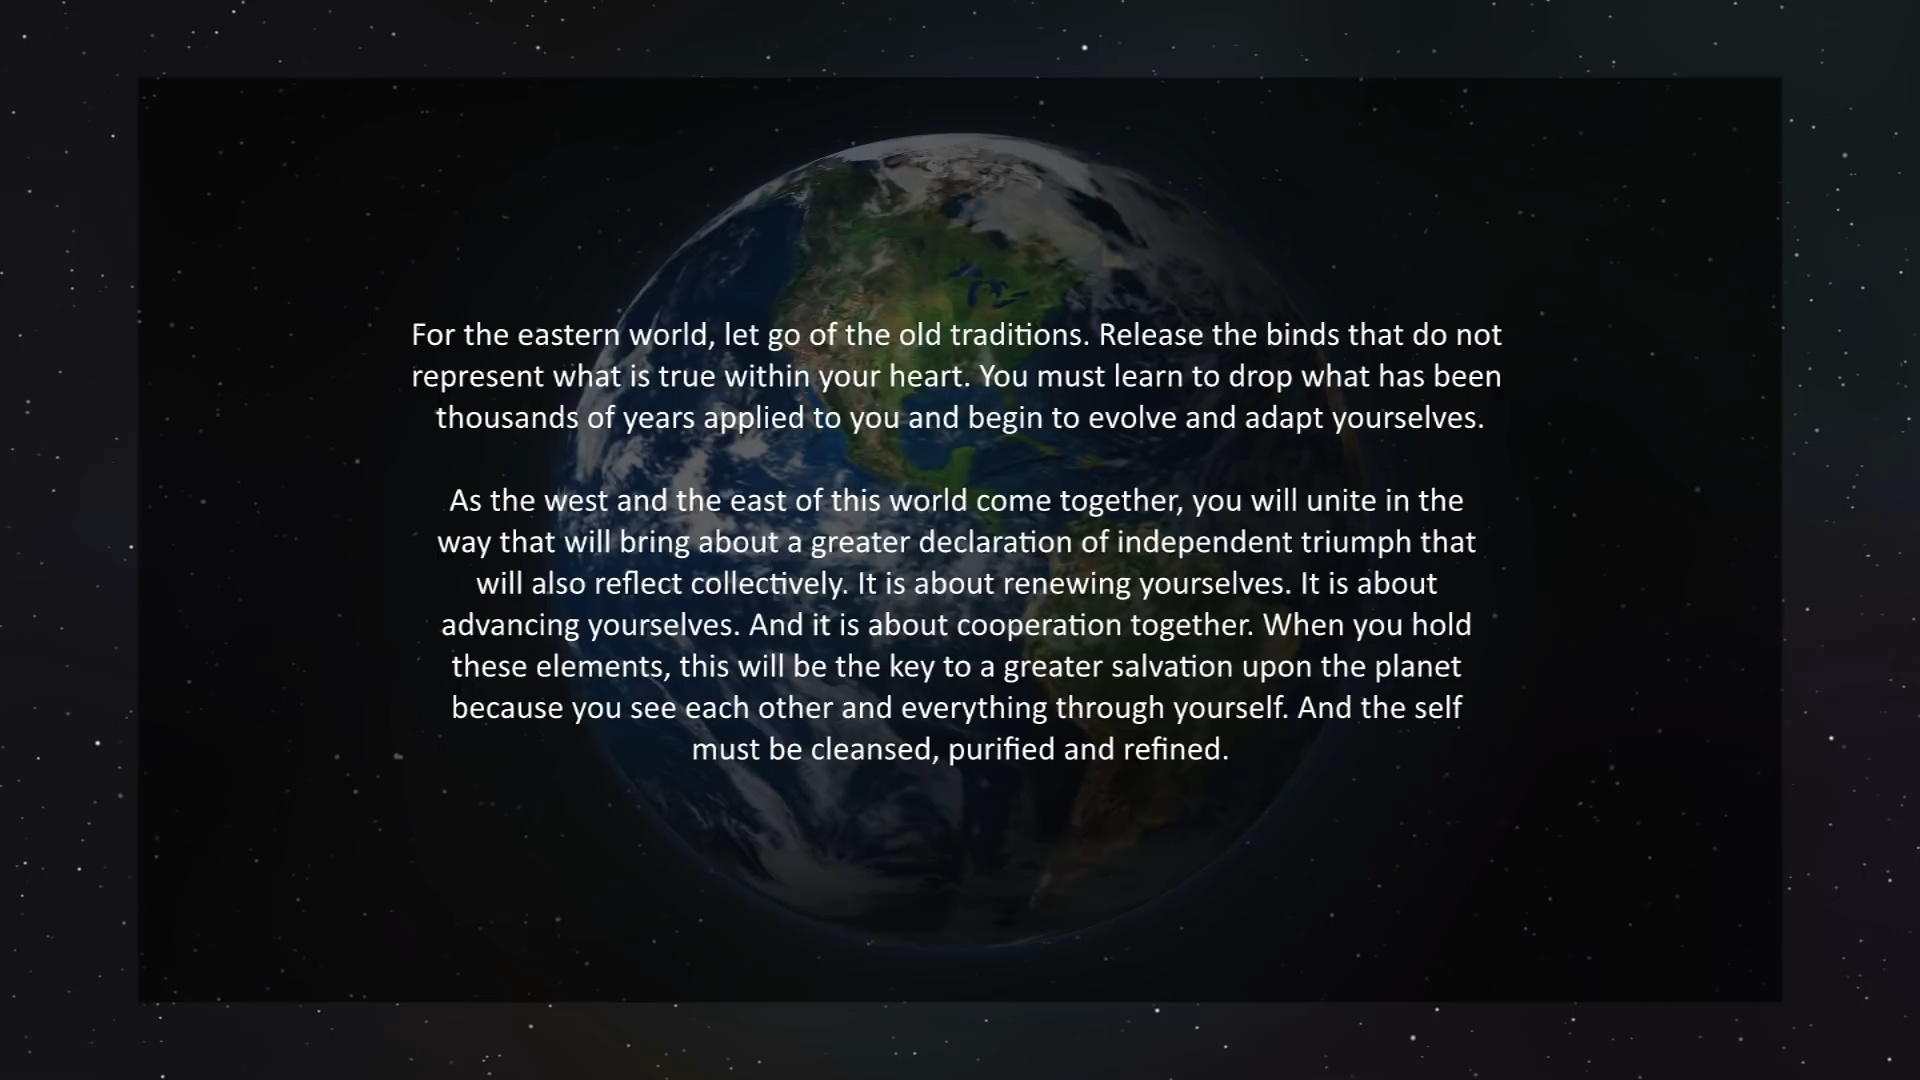 For the eastern world, let go of the old traditions. Release the binds that do not
represent what is true within your heart. You must learn to drop what has been
thousands of years applied to you and begin to evolve and adapt yourselves.
As the west and the east of this world come together, you will unite in the
way that will bring about a greater declaration of independent triumph that
will also reflect collectively. It is about renewing yourselves. It is about
advancing yourselves. And it is about cooperation together. When you hold
these elements, this will be the key to a greater salvation upon the planet
because you see each other and everything through yourself. And the self
must be cleansed, purified and refined.